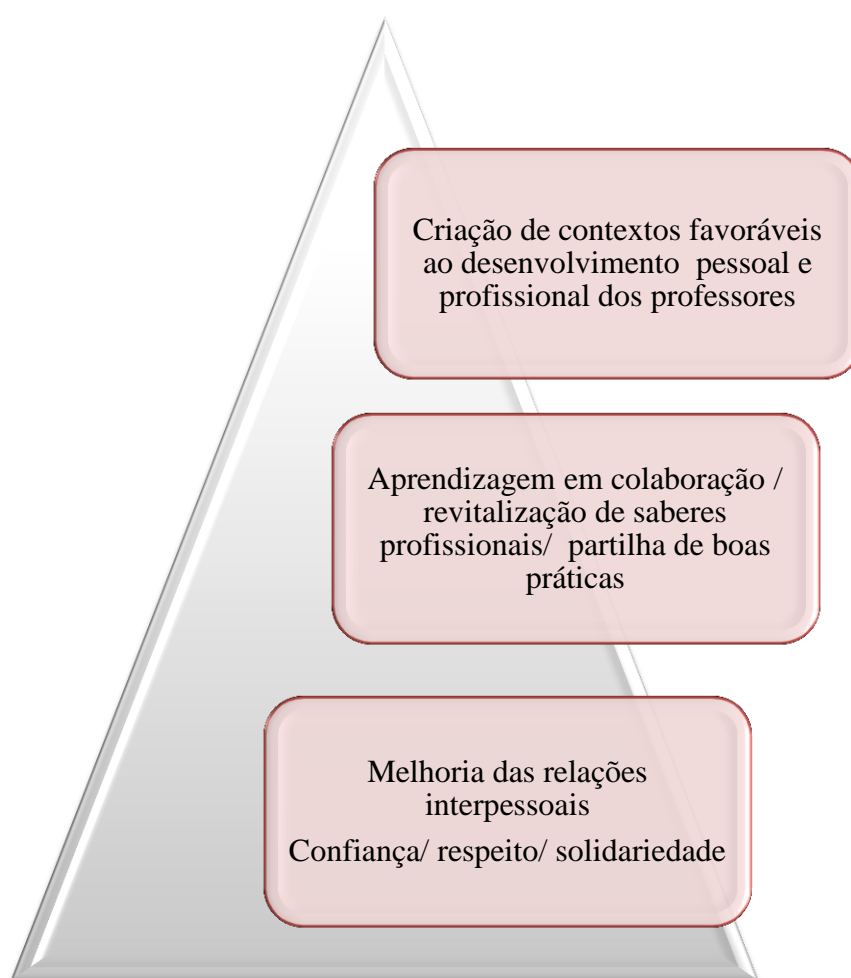 Criação de contextos favoráveis
ao desenvolvimento pessoal e
profissional dos professores
Aprendizagem em colaboração /
revitalização de saberes
profissionais/ partilha de boas
práticas
Melhoria das relações
interpessoais
Confiança/ respeito/ solidariedade